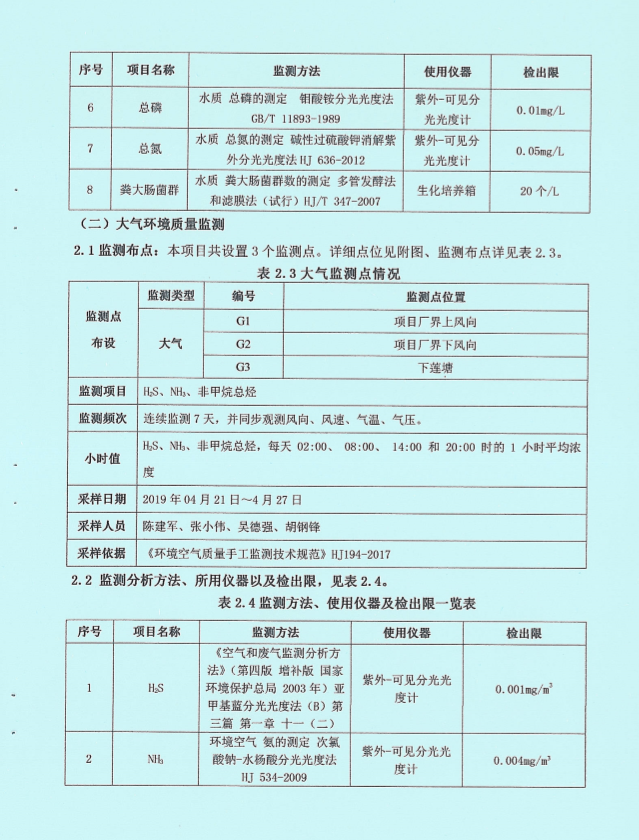 序号 项目名称 监测方法 使用仪器 检出限
6 总磷 水质 总磷的测定 钼酸铵分光光度法 GB/T 11893-1989 紫外-可见分光光度计 0.01mg/L
7 总氮 水质 总氮的测定 碱性过硫酸钾消解紫外分光光度法 HJ 636-2012 紫外-可见分光光度计 0.05mg/L
8 粪大肠菌群 水质 粪大肠菌群数的测定 多管发酵法和滤膜法（试行）HJ/T 347-2007 生化培养箱 20 个/L
（二）大气环境质量监测
2.1 监测布点：本项目共设置 3 个监测点。详细点位见附图、监测布点详见表 2.3。
表 2.3 大气监测点情况
监测点布设 监测类型 编号 监测点位置
大气 G1 项目厂界上风向
G2 项目厂界下风向
G3 下莲塘
监测项目 H₂S、NH₃、非甲烷总烃
监测频次 连续监测 7 天，并同步观测风向、风速、气温、气压。
小时值 H₂S、NH₃、非甲烷总烃，每天 02:00、 08:00、 14:00 和 20:00 时的 1 小时平均浓度
采样日期 2019 年 04 月 21 日～4 月 27 日
采样人员 陈建军、张小伟、吴德强、胡钢锋
采样依据 《环境空气质量手工监测技术规范》HJ194-2017
2.2 监测分析方法、所用仪器以及检出限，见表 2.4。
表 2.4 监测方法、使用仪器及检出限一览表
序号 项目名称 监测方法 使用仪器 检出限
1 H₂S 《空气和废气监测分析方法》（第四版 增补版 国家环境保护总局 2003 年）亚甲基蓝分光光度法（B）第三篇 第一章 十一（二） 紫外-可见分光光度计 0.001mg/m³
2 NH₃ 环境空气 氨的测定 次氯酸钠-水杨酸分光光度法 HJ 534-2009 紫外-可见分光光度计 0.004mg/m³